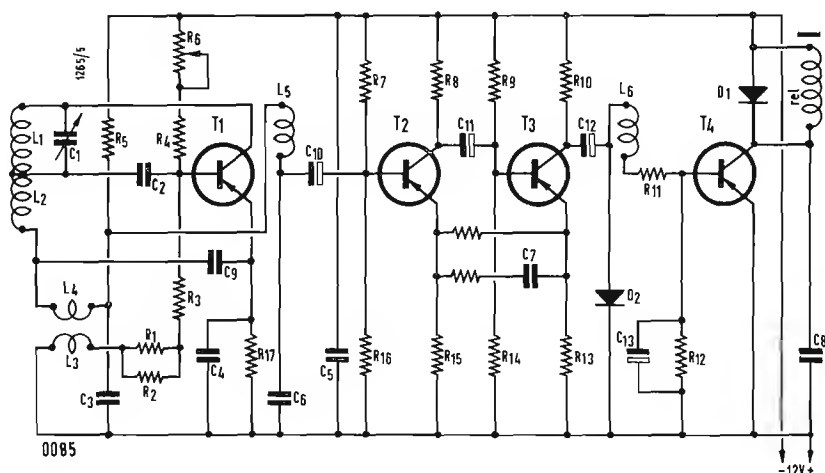 1265/5
R6
L5
R7
R8
R9
R10
L6
D1
rel
L1
C1
R5
R4
T1
C10
T2
C11
T3
C12
T4
L2
C2
R11
C9
C7
D2
L4
R3
L3
R1
R2
C3
C4
R17
C6
C5
R16
R15
R14
R13
C13
R12
C8
0085
-12V+